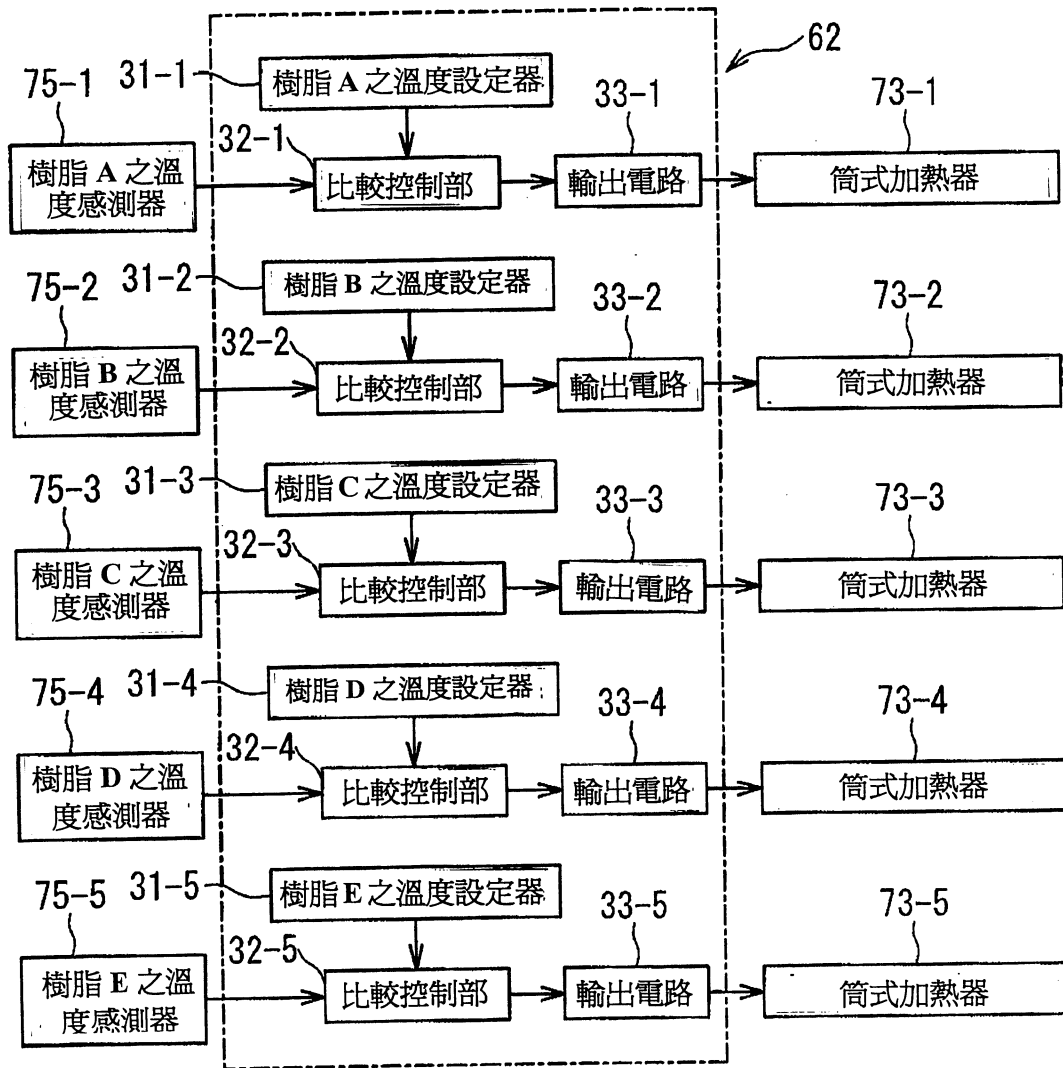 62
75-1
31-1
樹脂 A 之溫度設定器
33-1
73-1
32-1
樹脂 A 之溫
度感測器
比較控制部
輸出電路
筒式加熱器
75-2
31-2
樹脂 B 之溫度設定器
33-2
73-2
32-2
樹脂 B 之溫
度感測器
比較控制部
輸出電路
筒式加熱器
75-3
31-3
樹脂 C 之溫度設定器
33-3
73-3
32-3
樹脂 C 之溫
度感測器
比較控制部
輸出電路
筒式加熱器
75-4
31-4
樹脂 D 之溫度設定器
33-4
73-4
32-4
樹脂 D 之溫
度感測器
比較控制部
輸出電路
筒式加熱器
75-5
31-5
樹脂 E 之溫度設定器
33-5
73-5
32-5
樹脂 E 之溫
度感測器
比較控制部
輸出電路
筒式加熱器